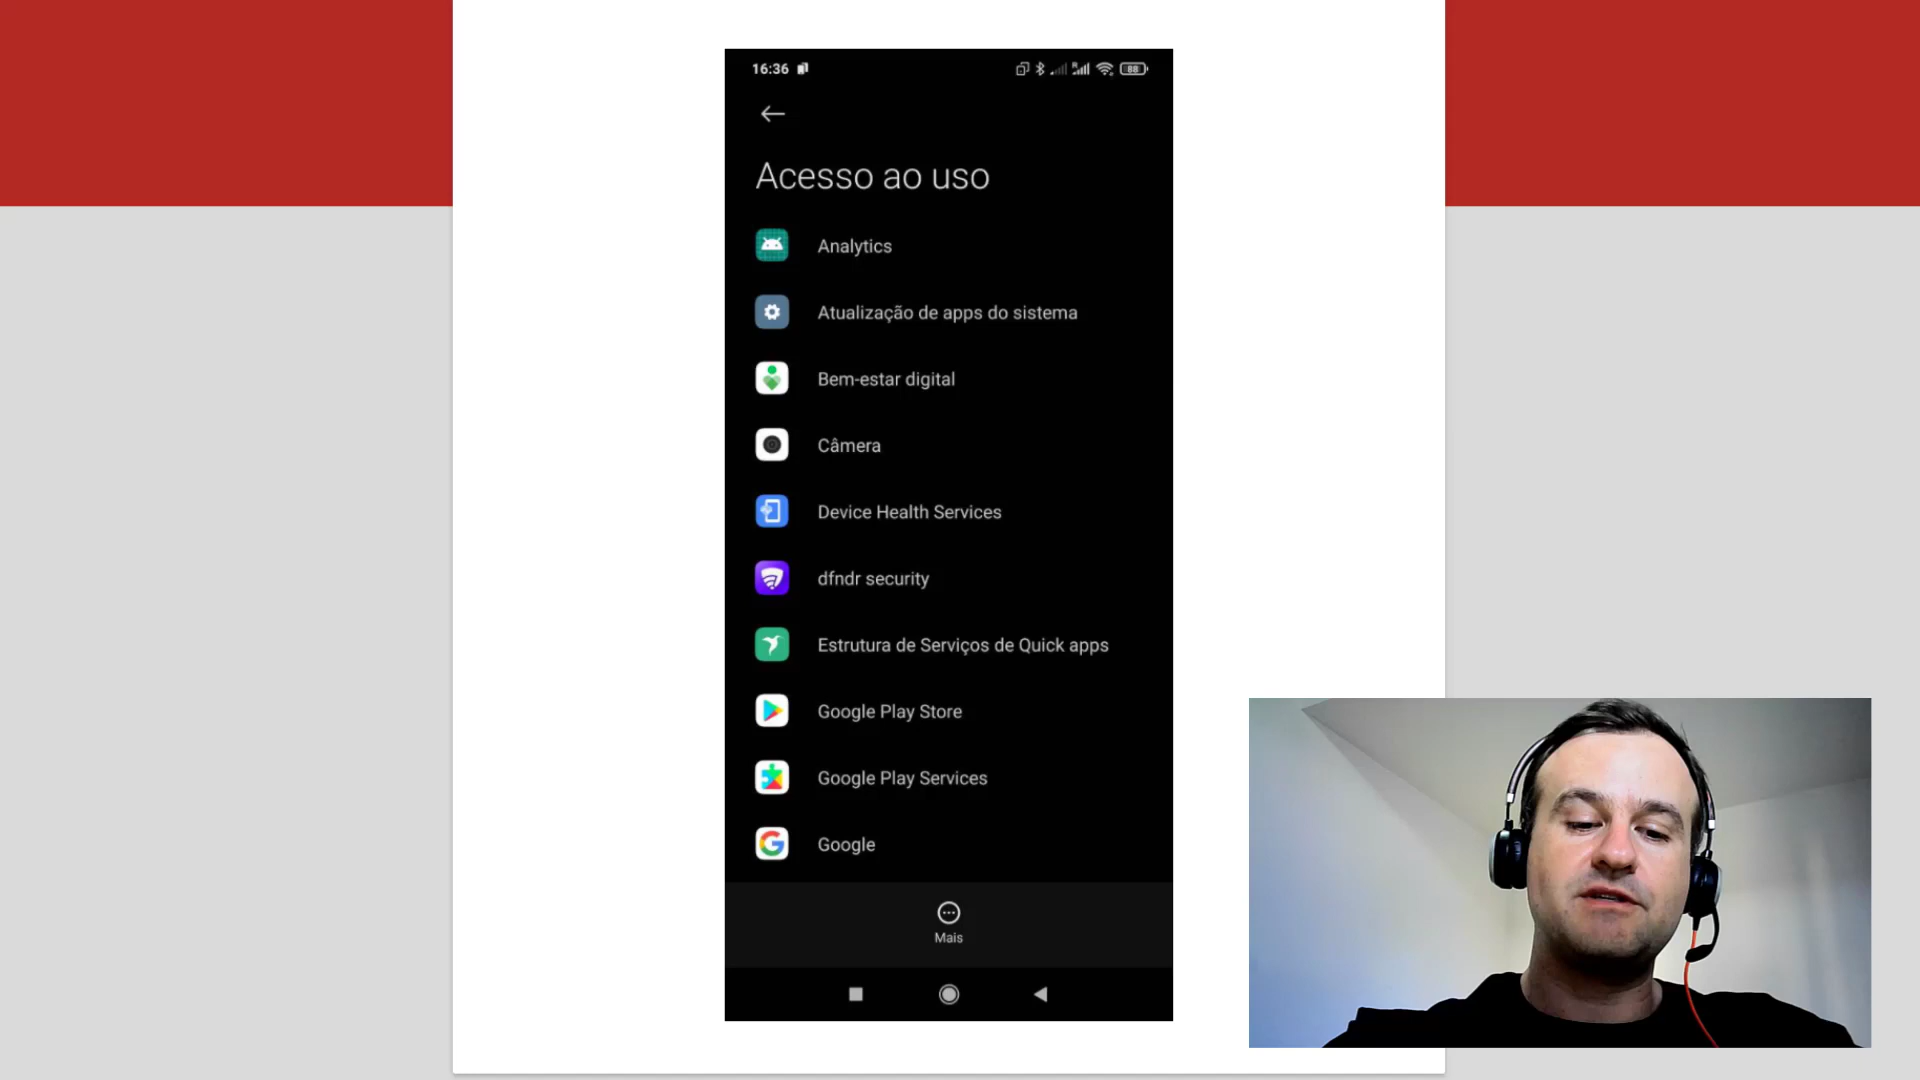 16:36
88
Acesso ao uso
Analytics
Atualização de apps do sistema
Bem-estar digital
Câmera
Device Health Services
dfndr security
Estrutura de Serviços de Quick apps
Google Play Store
Google Play Services
Google
Mais